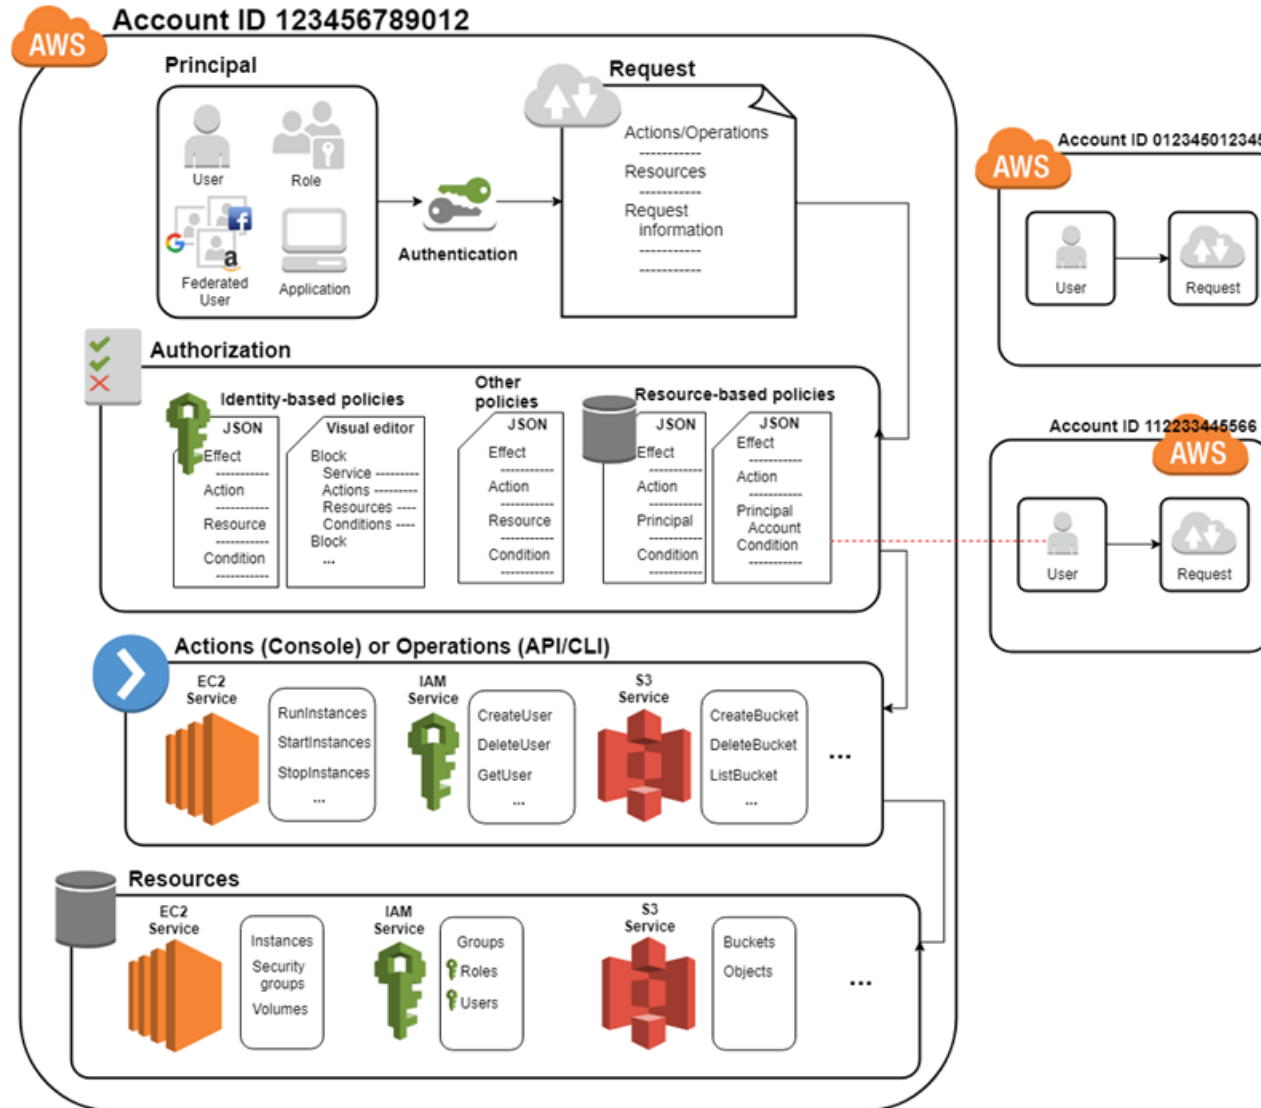 Account ID 123456789012
AWS
Principal
User
Role
Federated
User
Application
Authentication
Request
Actions/Operations
-----------
Resources
-----------
Request
information
-----------
-----------
Authorization
Identity-based policies
JSON
Effect
-----------
Action
-----------
Resource
-----------
Condition
-----------
Visual editor
Block
Service ---------
Actions ---------
Resources ----
Conditions ----
Block
...
Other
policies
JSON
Effect
-----------
Action
-----------
Resource
-----------
Condition
-----------
Resource-based policies
JSON
Effect
-----------
Action
-----------
Principal
-----------
Condition
-----------
JSON
Effect
-----------
Action
-----------
Principal
Account
Condition
-----------
Actions (Console) or Operations (API/CLI)
EC2
Service
RunInstances
StartInstances
StopInstances
...
IAM
Service
CreateUser
DeleteUser
GetUser
...
S3
Service
CreateBucket
DeleteBucket
ListBucket
...
...
Resources
EC2
Service
Instances
Security
groups
Volumes
IAM
Service
Groups
Roles
Users
S3
Service
Buckets
Objects
...
Account ID 012345012345
AWS
User
Request
Account ID 112233445566
AWS
User
Request